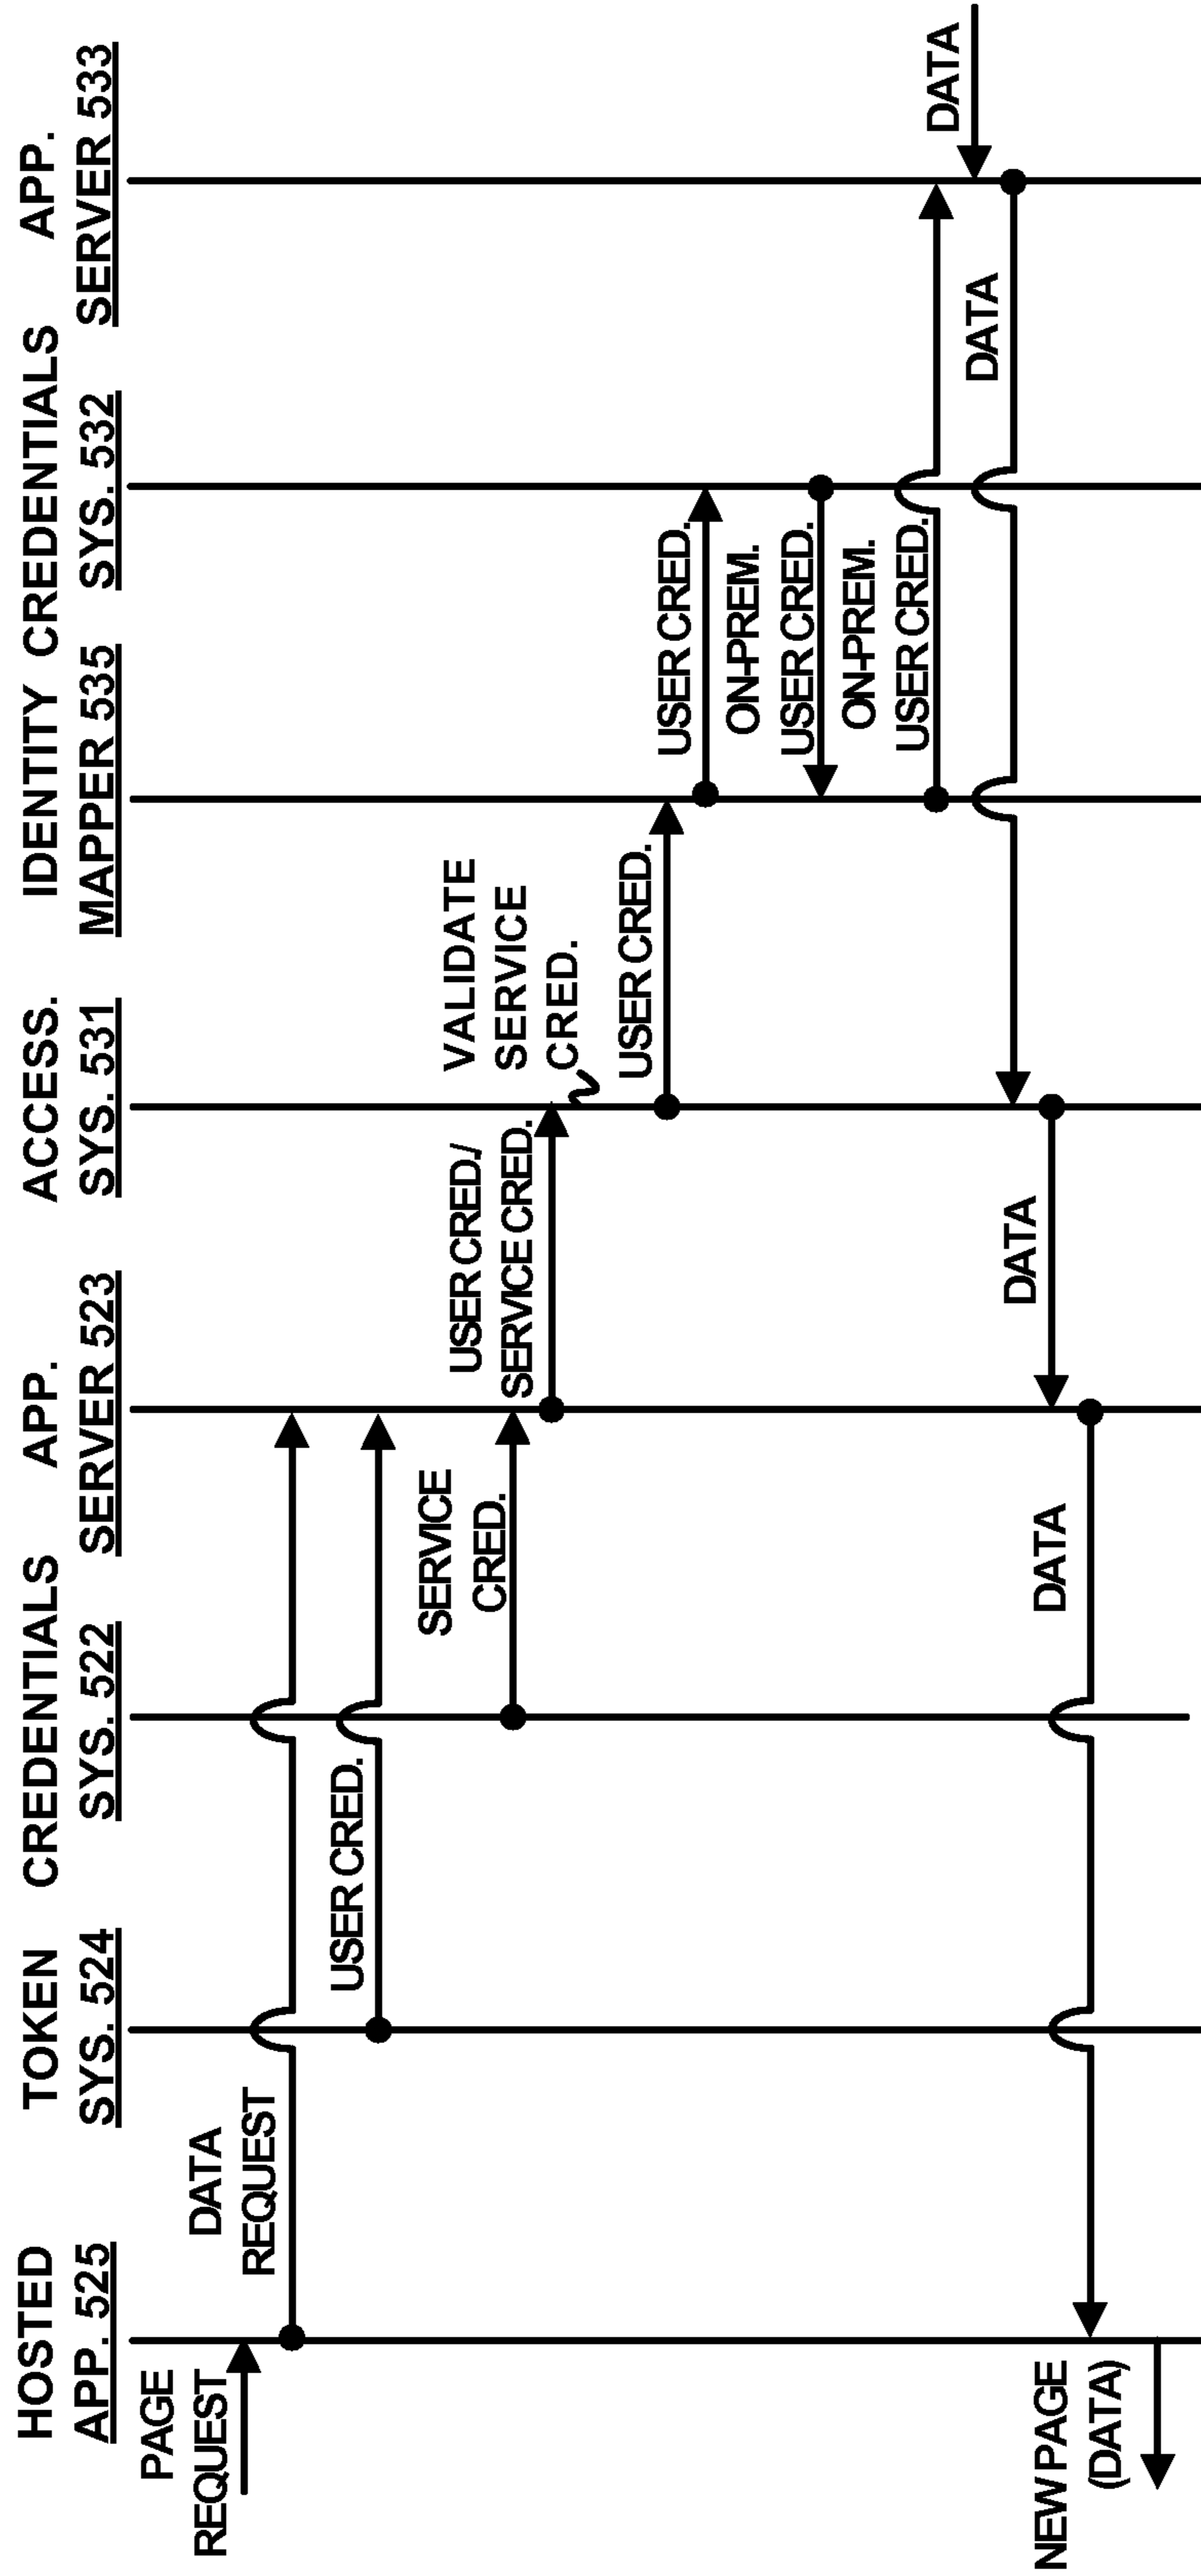 HOSTED
APP. 525
TOKEN
SYS. 524
CREDENTIALS
SYS. 522
APP.
SERVER 523
ACCESS.
SYS. 531
IDENTITY
MAPPER 535
CREDENTIALS
SYS. 532
APP.
SERVER 533
PAGE
REQUEST
DATA
REQUEST
USER CRED.
SERVICE
CRED.
USER CRED./
SERVICE CRED.
VALIDATE
SERVICE
CRED.
USER CRED.
USER CRED.
ON-PREM.
USER CRED.
ON-PREM.
USER CRED.
DATA
DATA
DATA
DATA
NEW PAGE
(DATA)